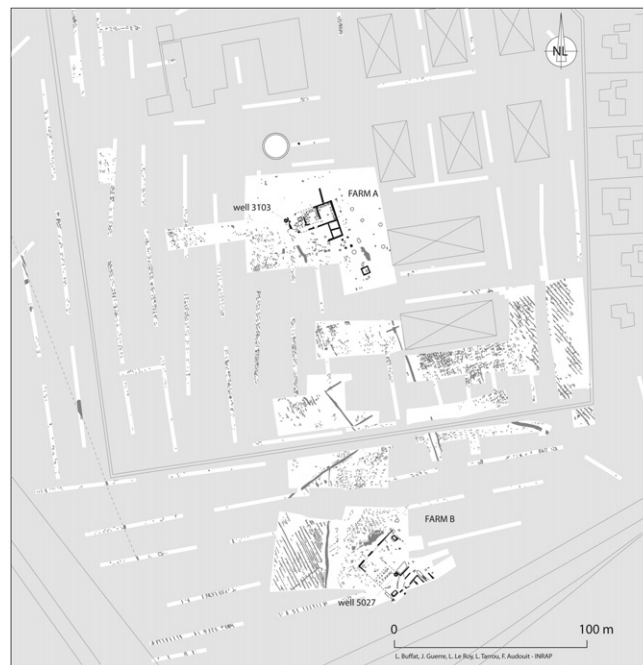 NL
FARM A
well 3103
FARM B
well 5027
0 100 m
L. Buffat, J. Guerre, L. Le Roy, L. Tarrou, F. Audouit - INRAP